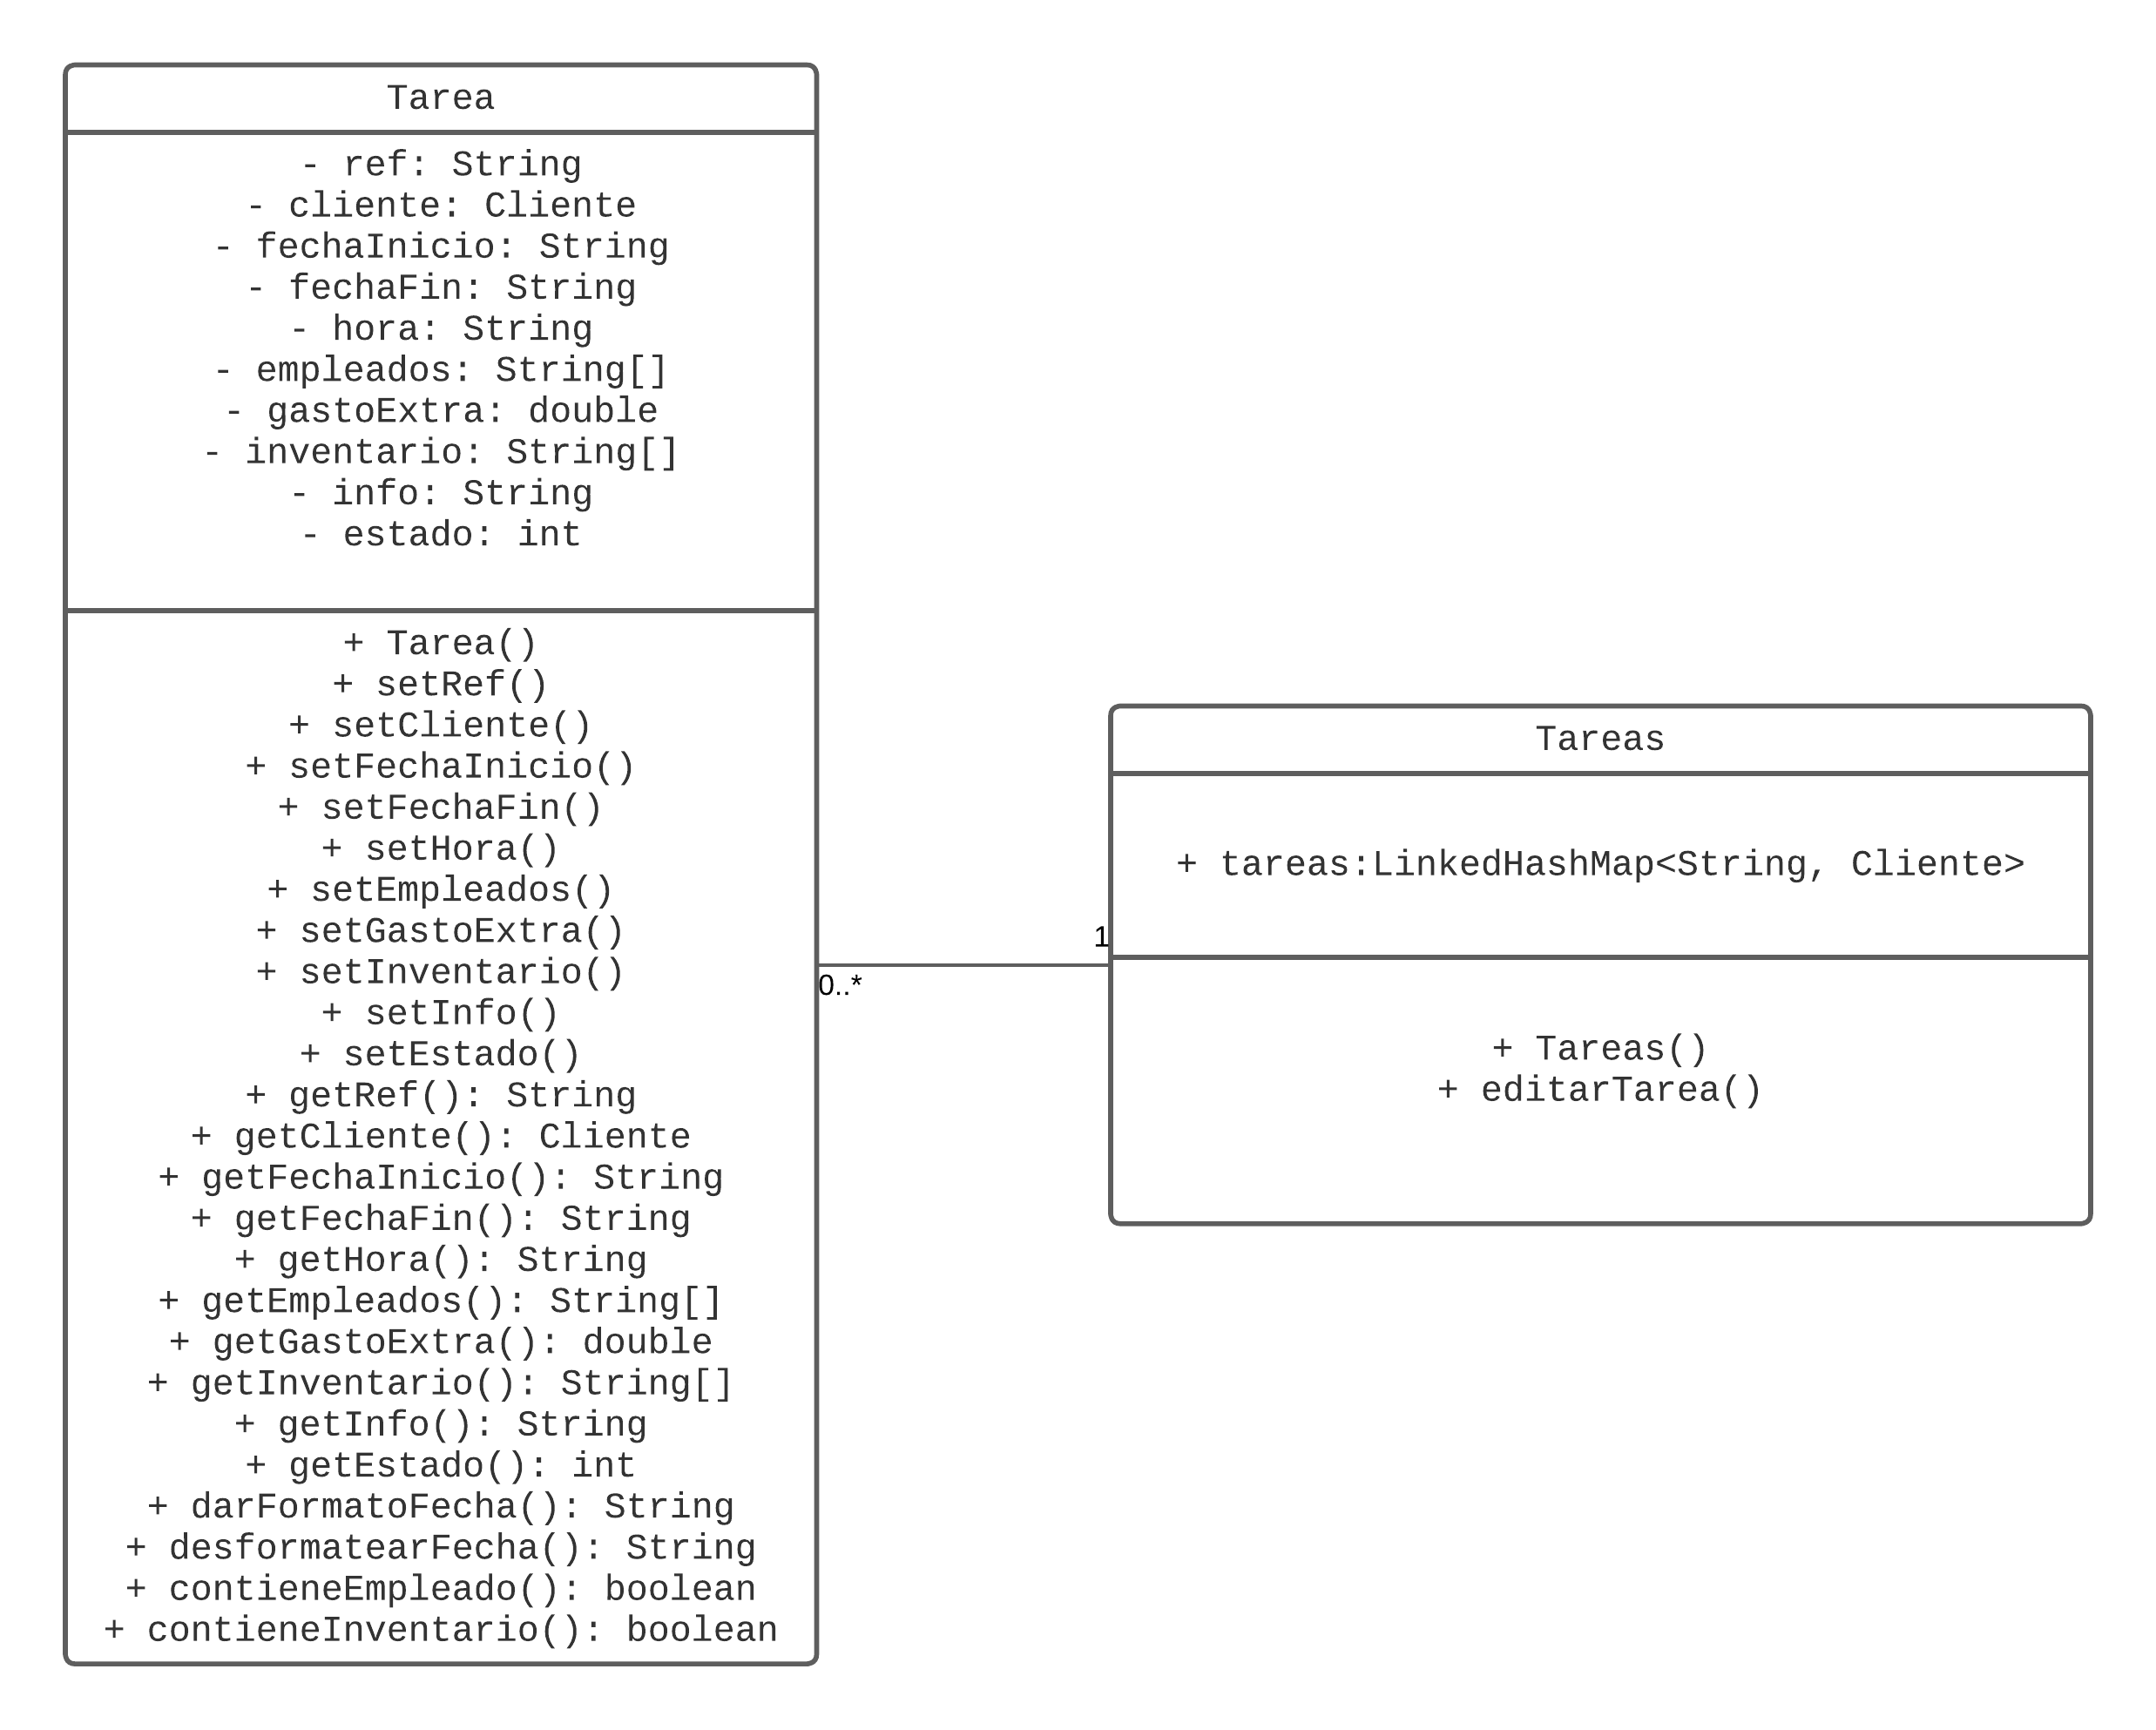 Tarea
- ref: String
- cliente: Cliente
- fechaInicio: String
- fechaFin: String
- hora: String
- empleados: String[]
- gastoExtra: double
- inventario: String[]
- info: String
- estado: int
+ Tarea()
+ setRef()
+ setCliente()
+ setFechaInicio()
+ setFechaFin()
+ setHora()
+ setEmpleados()
+ setGastoExtra()
+ setInventario()
+ setInfo()
+ setEstado()
+ getRef(): String
+ getCliente(): Cliente
+ getFechaInicio(): String
+ getFechaFin(): String
+ getHora(): String
+ getEmpleados(): String[]
+ getGastoExtra(): double
+ getInventario(): String[]
+ getInfo(): String
+ getEstado(): int
+ darFormatoFecha(): String
+ desformatearFecha(): String
+ contieneEmpleado(): boolean
+ contieneInventario(): boolean
0..*
1
Tareas
+ tareas:LinkedHashMap<String, Cliente>
+ Tareas()
+ editarTarea()